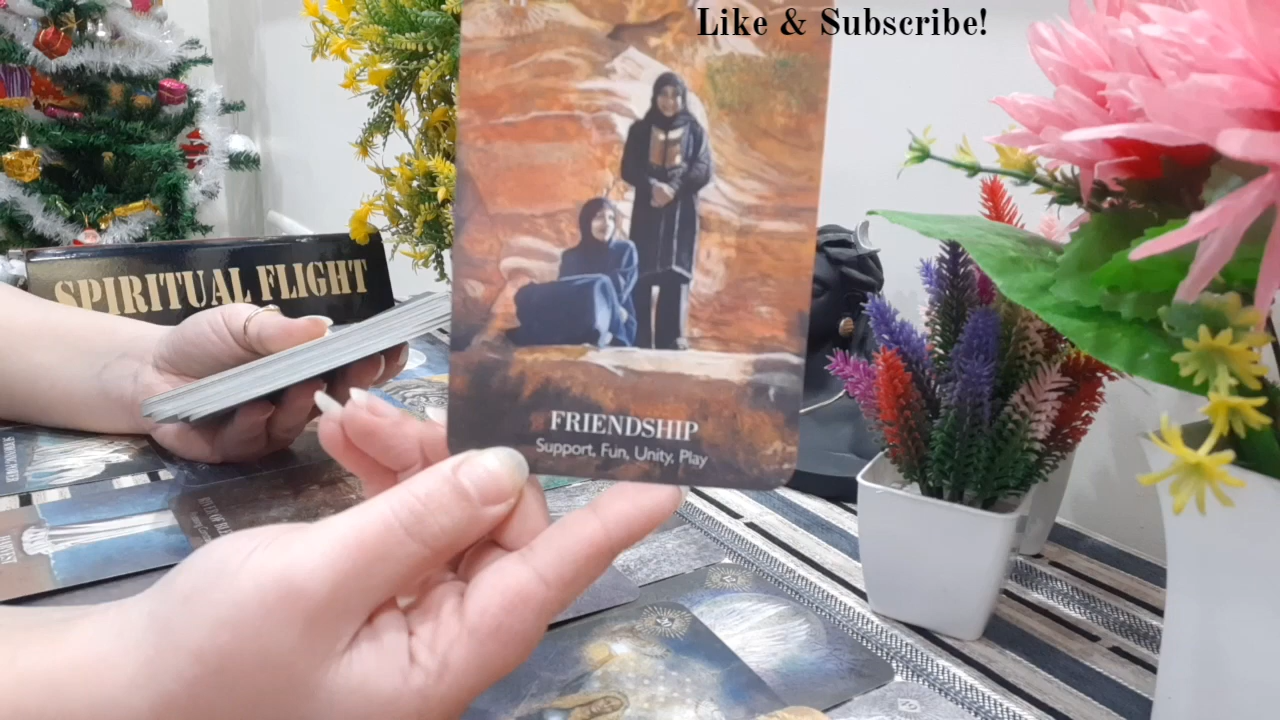 Like & Subscribe!
SPIRITUAL FLIGHT
FRIENDSHIP
Support, Fun, Unity, Play